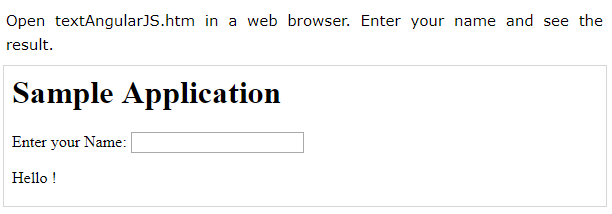 Open textAngularJS.htm in a web browser. Enter your name and see the
result.
Sample Application
Enter your Name:
Hello !